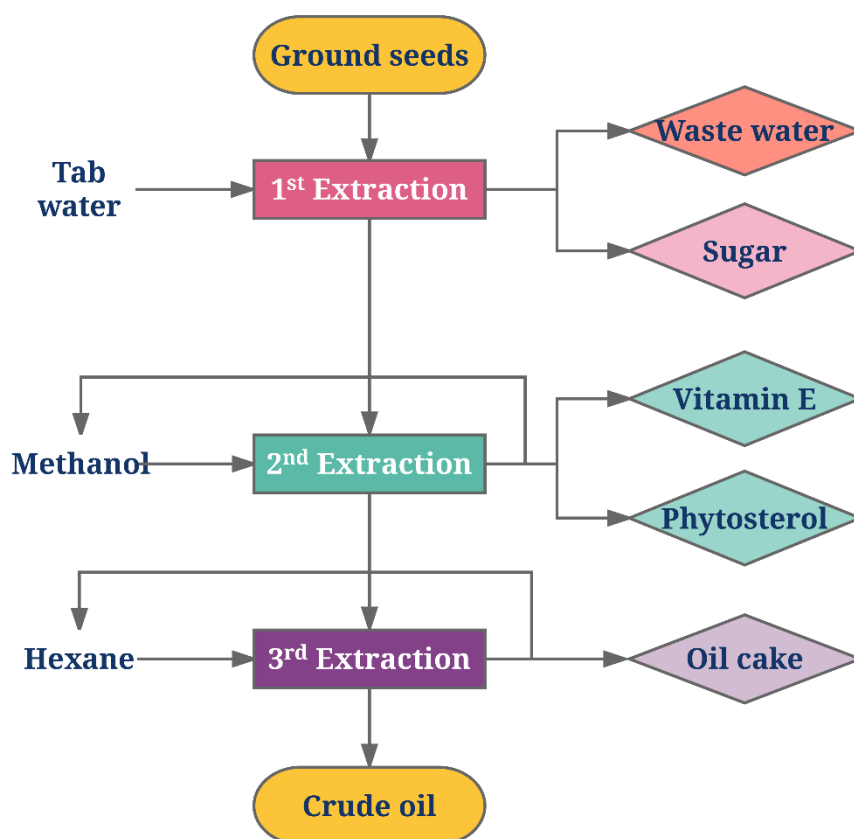 Ground seeds
Waste water
Tab
water
1st Extraction
Sugar
Vitamin E
Methanol
2nd Extraction
Phytosterol
Hexane
3rd Extraction
Oil cake
Crude oil